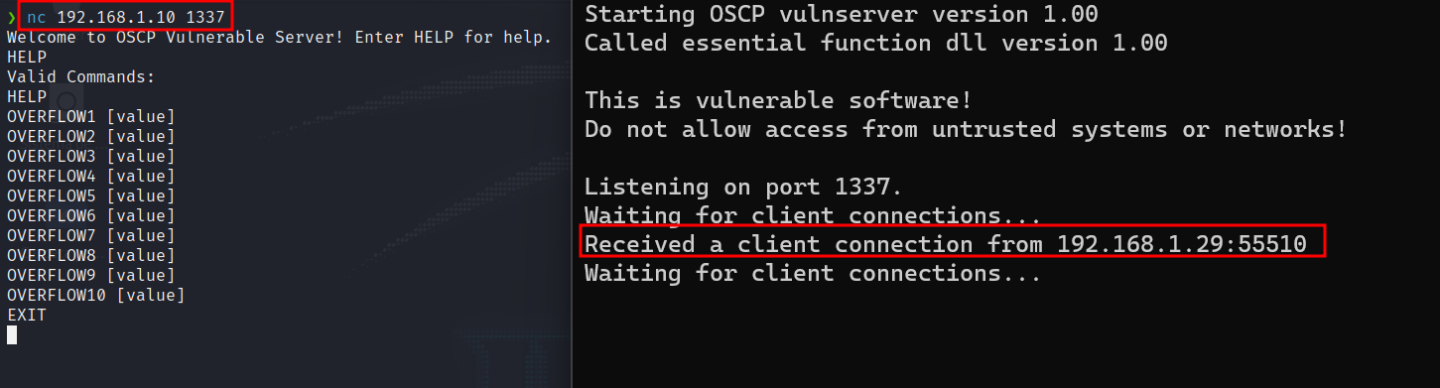 ❯ nc 192.168.1.10 1337
Welcome to OSCP Vulnerable Server! Enter HELP for help.
HELP
Valid Commands:
HELP
OVERFLOW1 [value]
OVERFLOW2 [value]
OVERFLOW3 [value]
OVERFLOW4 [value]
OVERFLOW5 [value]
OVERFLOW6 [value]
OVERFLOW7 [value]
OVERFLOW8 [value]
OVERFLOW9 [value]
OVERFLOW10 [value]
EXIT
Starting OSCP vulnserver version 1.00
Called essential function dll version 1.00
This is vulnerable software!
Do not allow access from untrusted systems or networks!
Listening on port 1337.
Waiting for client connections...
Received a client connection from 192.168.1.29:55510
Waiting for client connections...